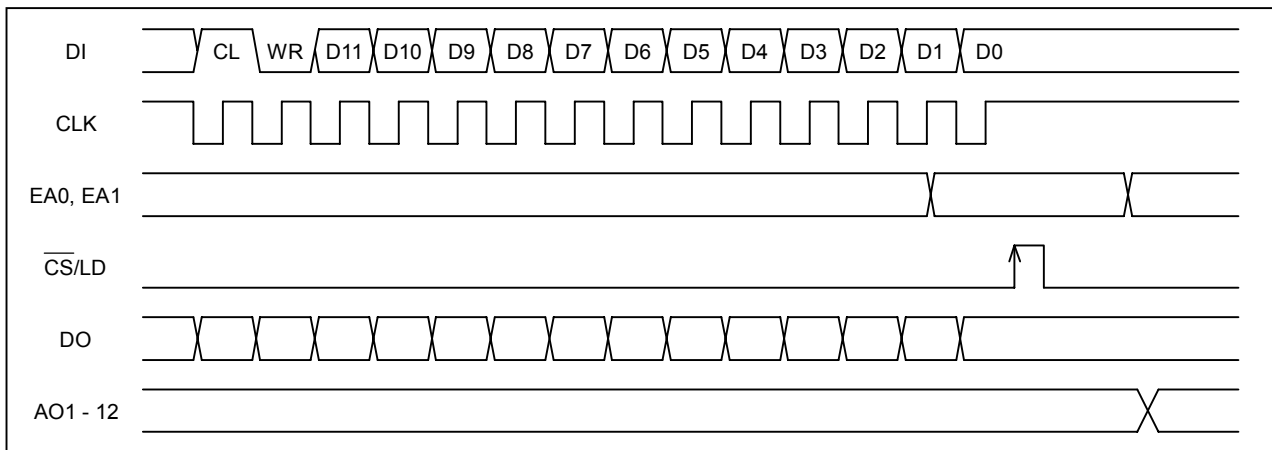 DI CL WR D11 D10 D9 D8 D7 D6 D5 D4 D3 D2 D1 D0
CLK
EA0, EA1
C̅S̅/LD
DO
AO1 - 12